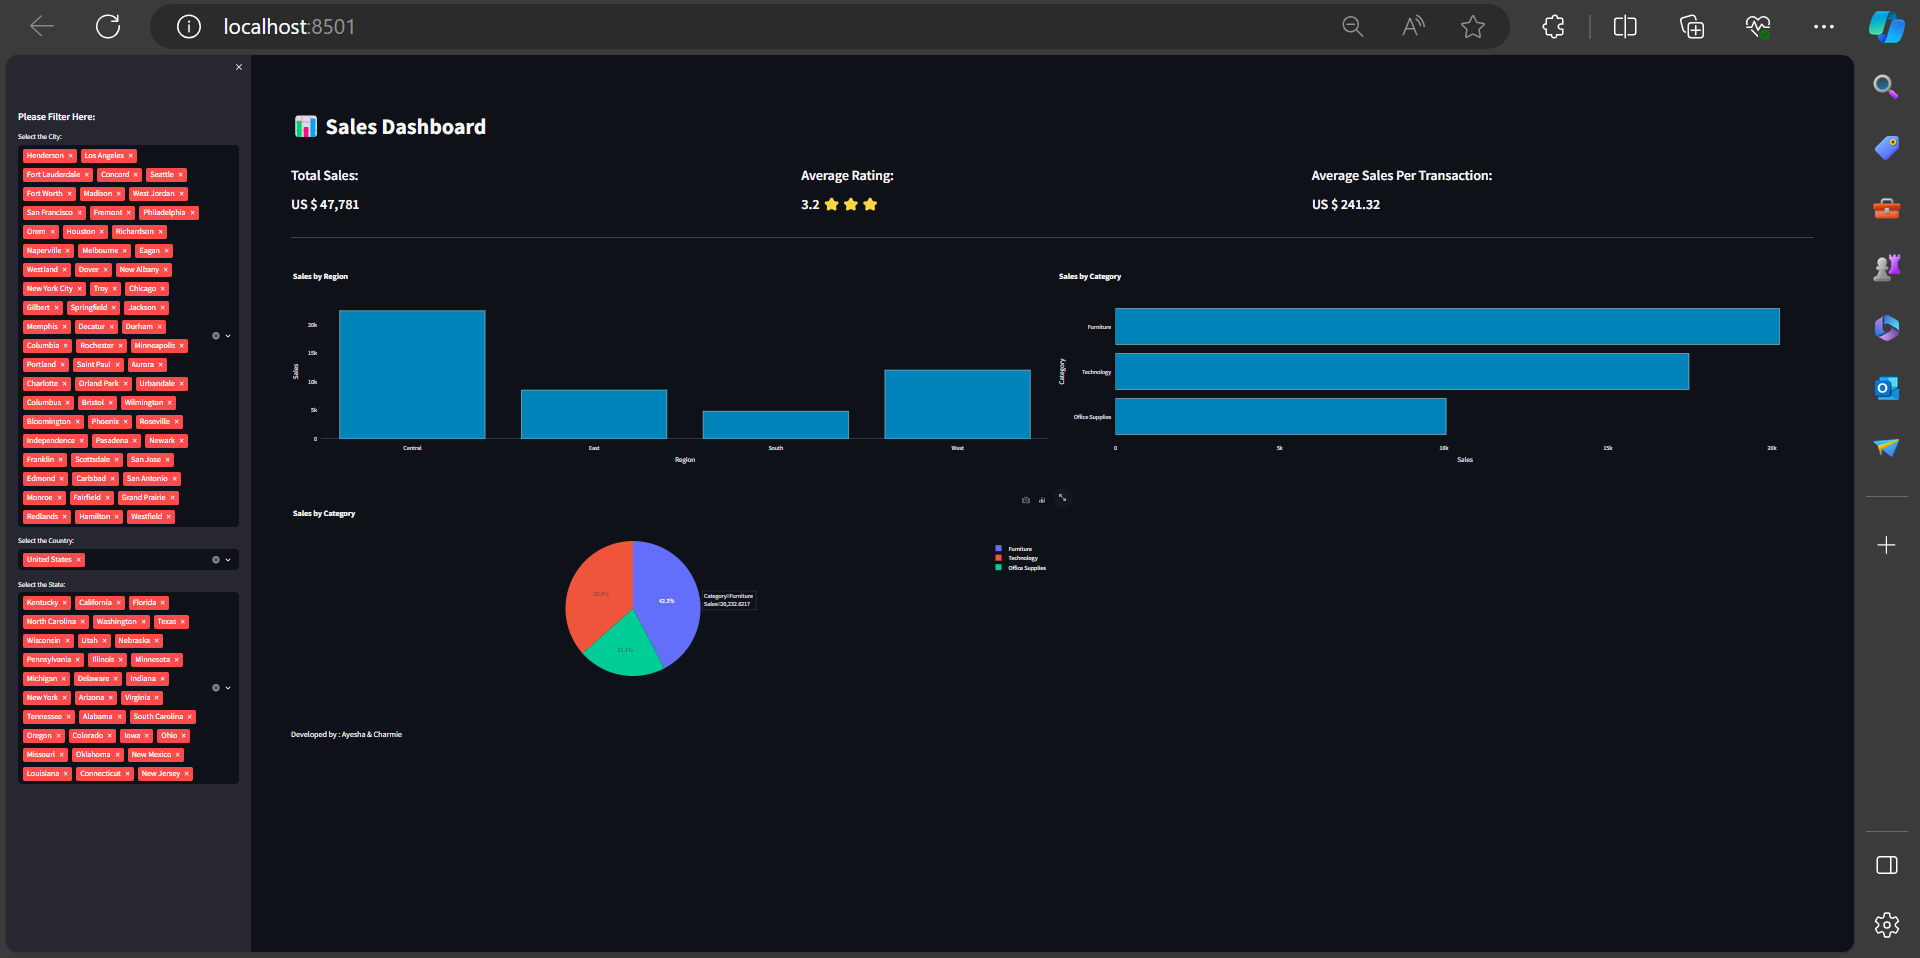 localhost:8501
Please Filter Here:
Select the City:
Henderson × Los Angeles ×
Fort Lauderdale × Concord × Seattle ×
Fort Worth × Madison × West Jordan ×
San Francisco × Fremont × Philadelphia ×
Orem × Houston × Richardson ×
Naperville × Melbourne × Eagan ×
Westland × Dover × New Albany ×
New York City × Troy × Chicago ×
Gilbert × Springfield × Jackson ×
Memphis × Decatur × Durham ×
Columbia × Rochester × Minneapolis ×
Portland × Saint Paul × Aurora ×
Charlotte × Orland Park × Urbandale ×
Columbus × Bristol × Wilmington ×
Bloomington × Phoenix × Roseville ×
Independence × Pasadena × Newark ×
Franklin × Scottsdale × San Jose ×
Edmond × Carlsbad × San Antonio ×
Monroe × Fairfield × Grand Prairie ×
Redlands × Hamilton × Westfield ×
Select the Country:
United States ×
Select the State:
Kentucky × California × Florida ×
North Carolina × Washington × Texas ×
Wisconsin × Utah × Nebraska ×
Pennsylvania × Illinois × Minnesota ×
Michigan × Delaware × Indiana ×
New York × Arizona × Virginia ×
Tennessee × Alabama × South Carolina ×
Oregon × Colorado × Iowa × Ohio ×
Missouri × Oklahoma × New Mexico ×
Louisiana × Connecticut × New Jersey ×
Sales Dashboard
Total Sales:
US $ 47,781
Average Rating:
3.2
Average Sales Per Transaction:
US $ 241.32
Sales by Region
Sales
20k
15k
10k
5k
0
Central East South West
Region
Sales by Category
Category
Furniture
Technology
Office Supplies
0 5k 10k 15k 20k
Sales
Sales by Category
Furniture
Technology
Office Supplies
42.3%
21.1%
Category=Furniture
Developed by : Ayesha & Charmie